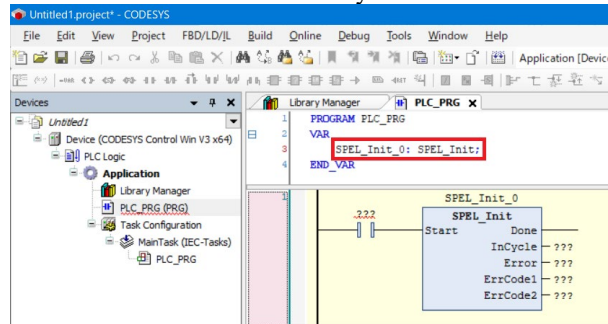 Untitled1.project* - CODESYS
File Edit View Project FBD/LD/IL Build Online Debug Tools Window Help
Application [Device
Devices
Library Manager
PLC_PRG
Untitled1
Device (CODESYS Control Win V3 x64)
PLC Logic
Application
Library Manager
PLC_PRG (PRG)
Task Configuration
MainTask (IEC-Tasks)
PLC_PRG
1 PROGRAM PLC_PRG
2 VAR
3 SPEL_Init_0: SPEL_Init;
4 END_VAR
1
SPEL_Init_0
??? SPEL_Init
Start Done
InCycle ???
Error ???
ErrCode1 ???
ErrCode2 ???